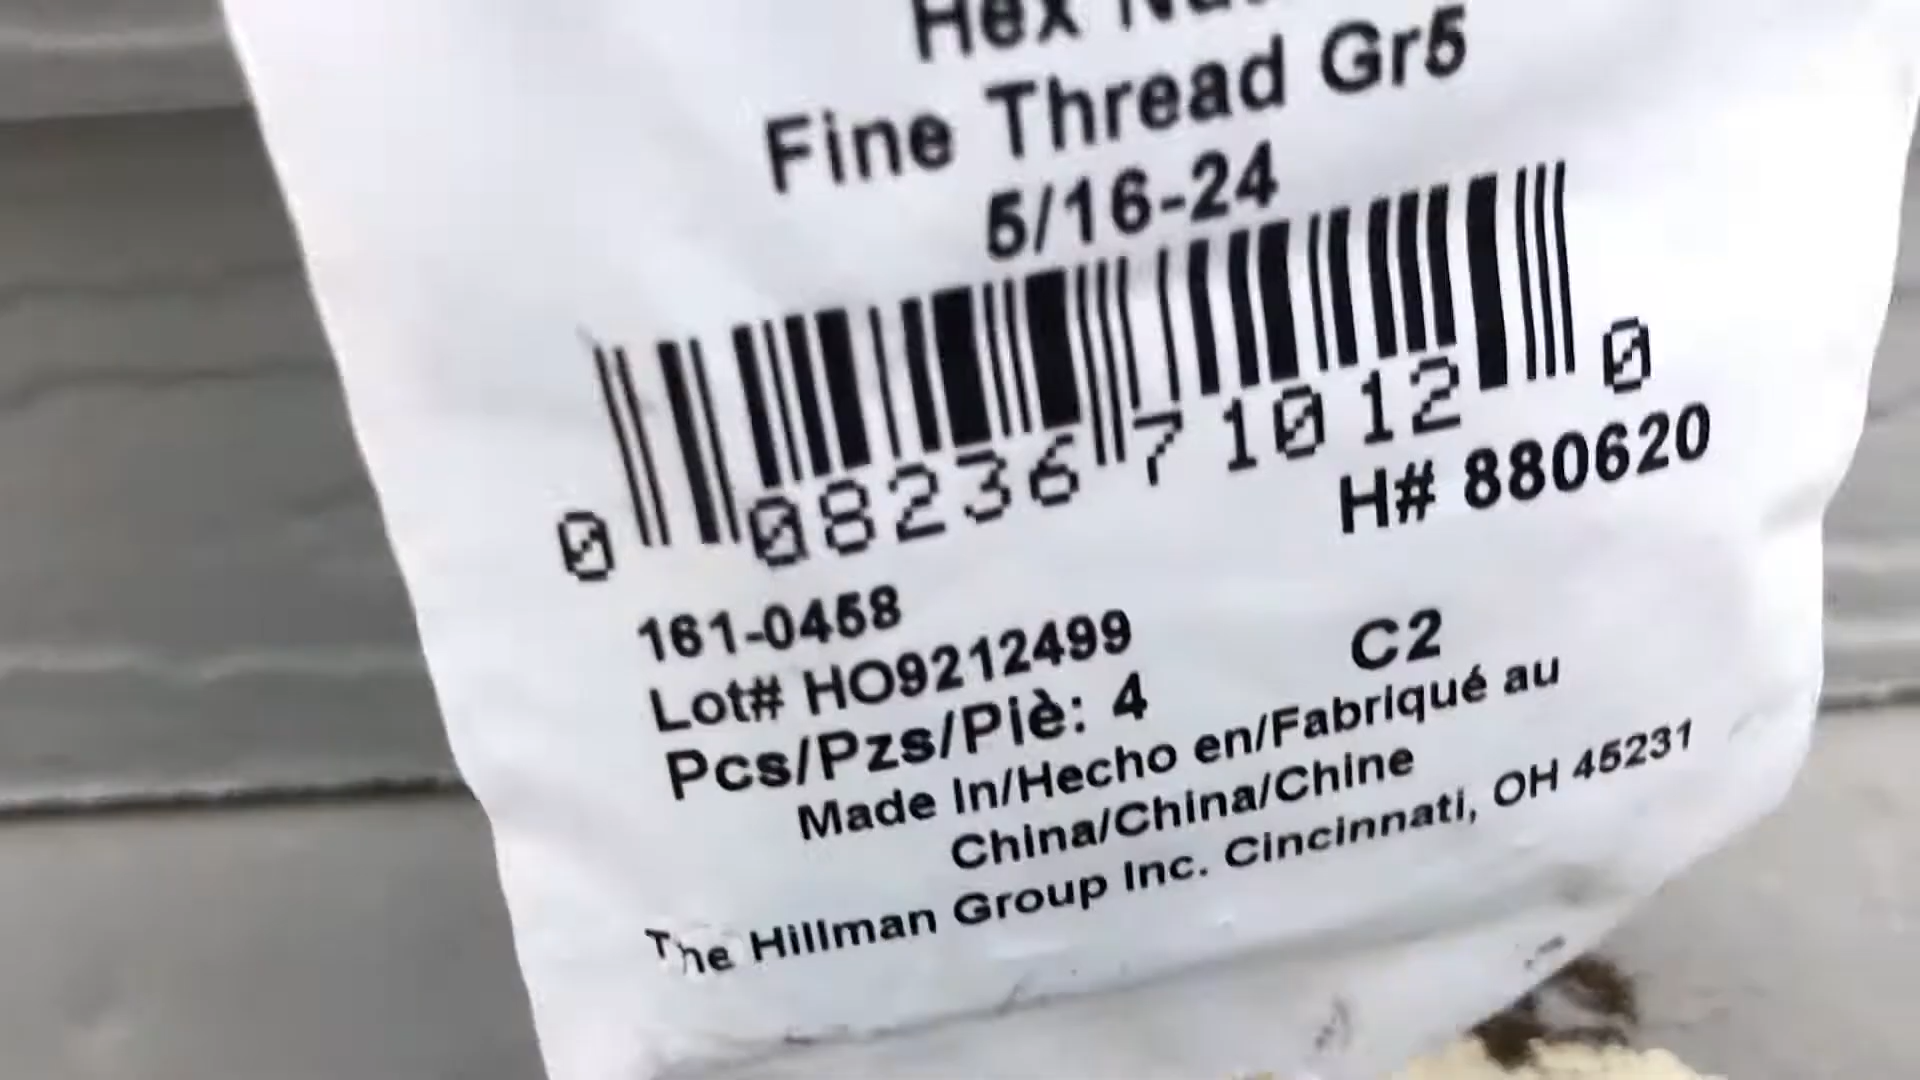 Hex
Fine Thread Gr5
5/16-24
0 08236 71012 0
H# 880620
161-0458
Lot# HO9212499
C2
Pcs/Pzs/Piè: 4
Made In/Hecho en/Fabriqué au
China/China/Chine
The Hillman Group Inc. Cincinnati, OH 45231